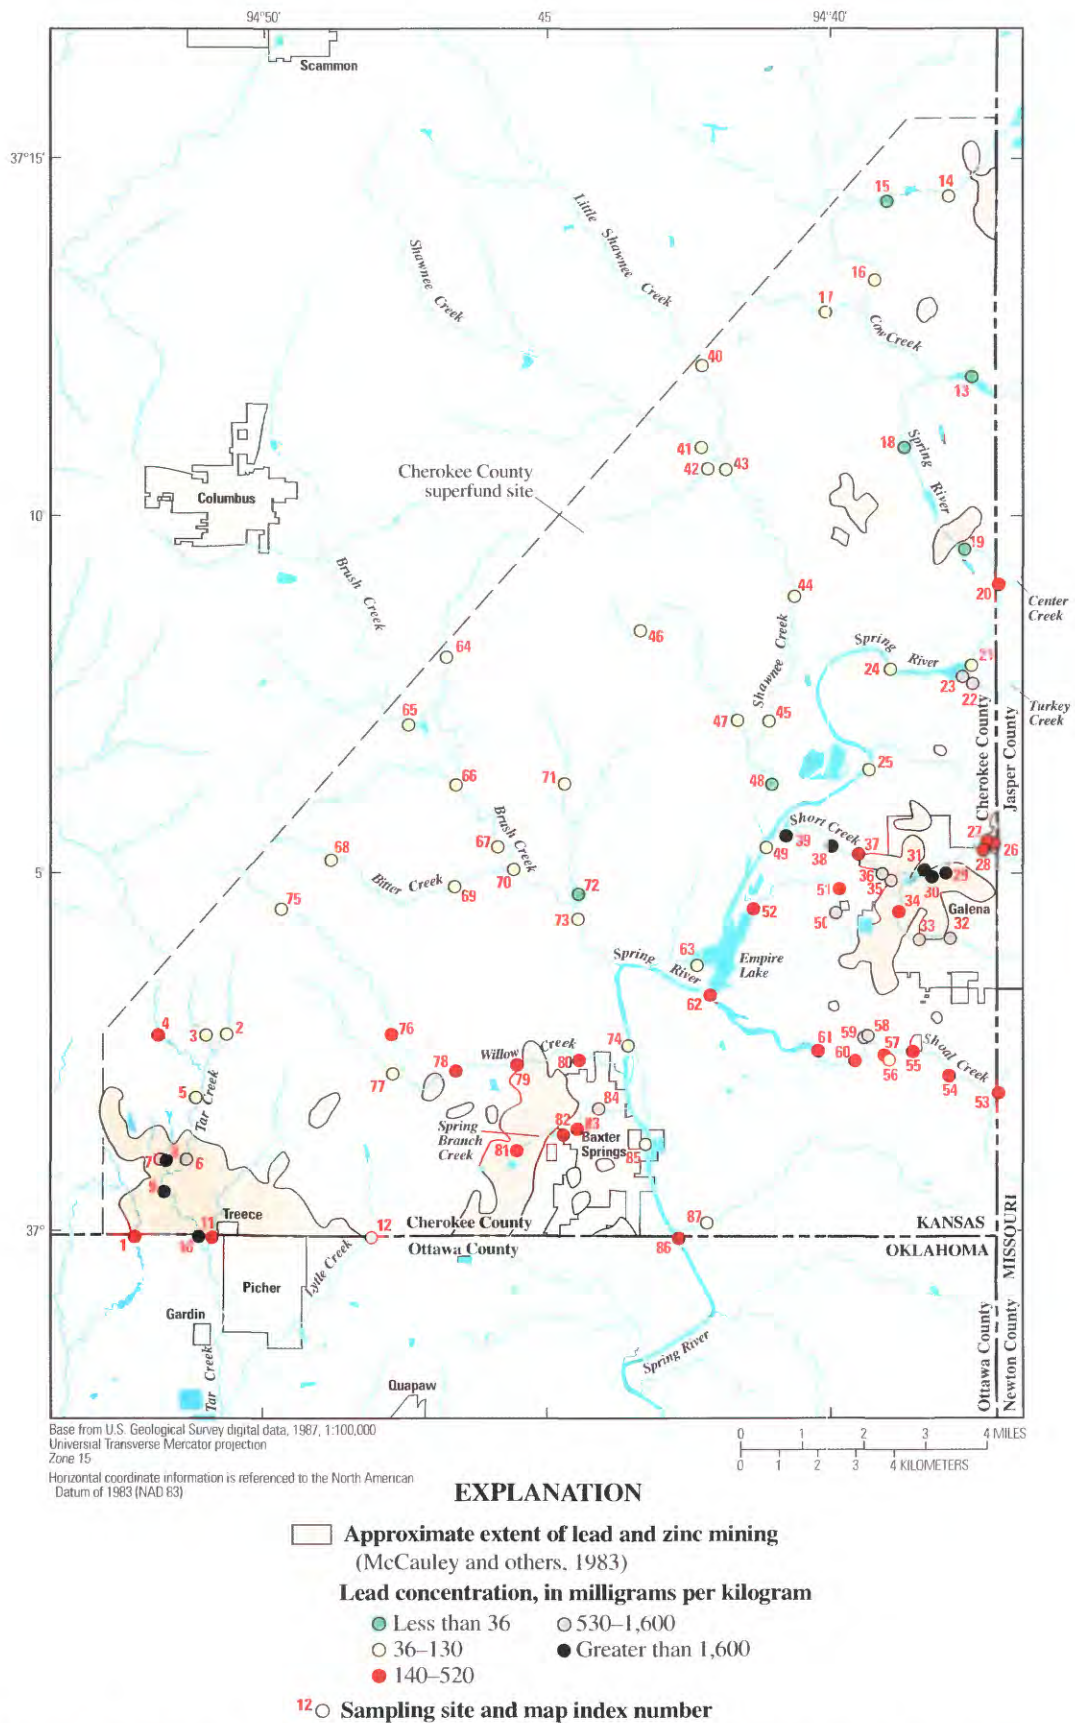 94°50'
45
94°40'
Scammon
37°15'
15
14
Little Shawnee Creek
Shawnee Creek
16
17
Cow Creek
40
13
41
18
42
43
Spring River
Cherokee County
superfund site
Columbus
10'
19
Brush Creek
20
Center
Creek
44
46
Spring River
64
24
21
23
22
Shawnee Creek
Turkey
Creek
65
47
45
Cherokee County
Jasper County
25
66
71
48
Short Creek
27
67
Brush Creek
39
37
26
68
49
38
31
28
5'
Bitter Creek
70
72
36
29
35
30
69
51
75
34
Galena
52
50
33
32
73
63
Spring River
Empire
Lake
62
4
3
2
76
74
59
58
61
57
Shoal Creek
Willow Creek
80
60
55
78
79
56
5
77
54
53
Tar Creek
84
Spring
Branch
Creek
82
83
Baxter
Springs
8
7
6
81
85
9
Treece
87
11
12
Cherokee County
KANSAS
37°
1
10
Ottawa County
86
OKLAHOMA
MISSOURI
Lytle Creek
Picher
Gardin
Ottawa County
Newton County
Tar Creek
Spring River
Quapaw
Base from U.S. Geological Survey digital data, 1987, 1:100,000
Universal Transverse Mercator projection
Zone 15
Horizontal coordinate information is referenced to the North American
Datum of 1983 (NAD 83)
0 1 2 3 4 MILES
0 1 2 3 4 KILOMETERS
EXPLANATION
Approximate extent of lead and zinc mining
(McCauley and others, 1983)
Lead concentration, in milligrams per kilogram
Less than 36
530–1,600
36–130
Greater than 1,600
140–520
12 Sampling site and map index number